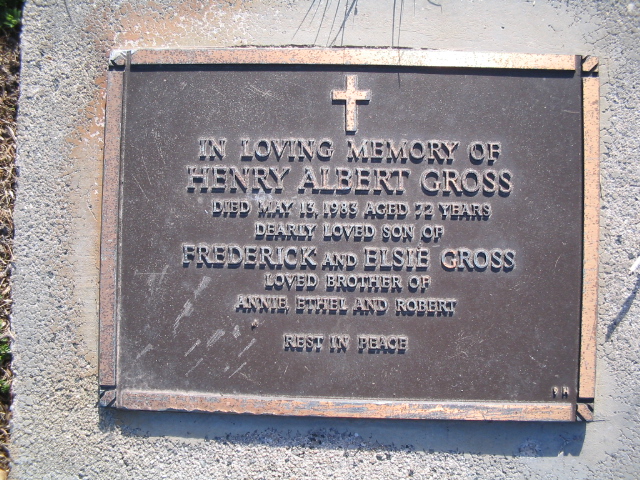 IN LOVING MEMORY OF
HENRY ALBERT GROSS
DIED MAY 13, 1983 AGED 72 YEARS
DEARLY LOVED SON OF
FREDERICK AND ELSIE GROSS
LOVED BROTHER OF
ANNIE, ETHEL AND ROBERT
REST IN PEACE